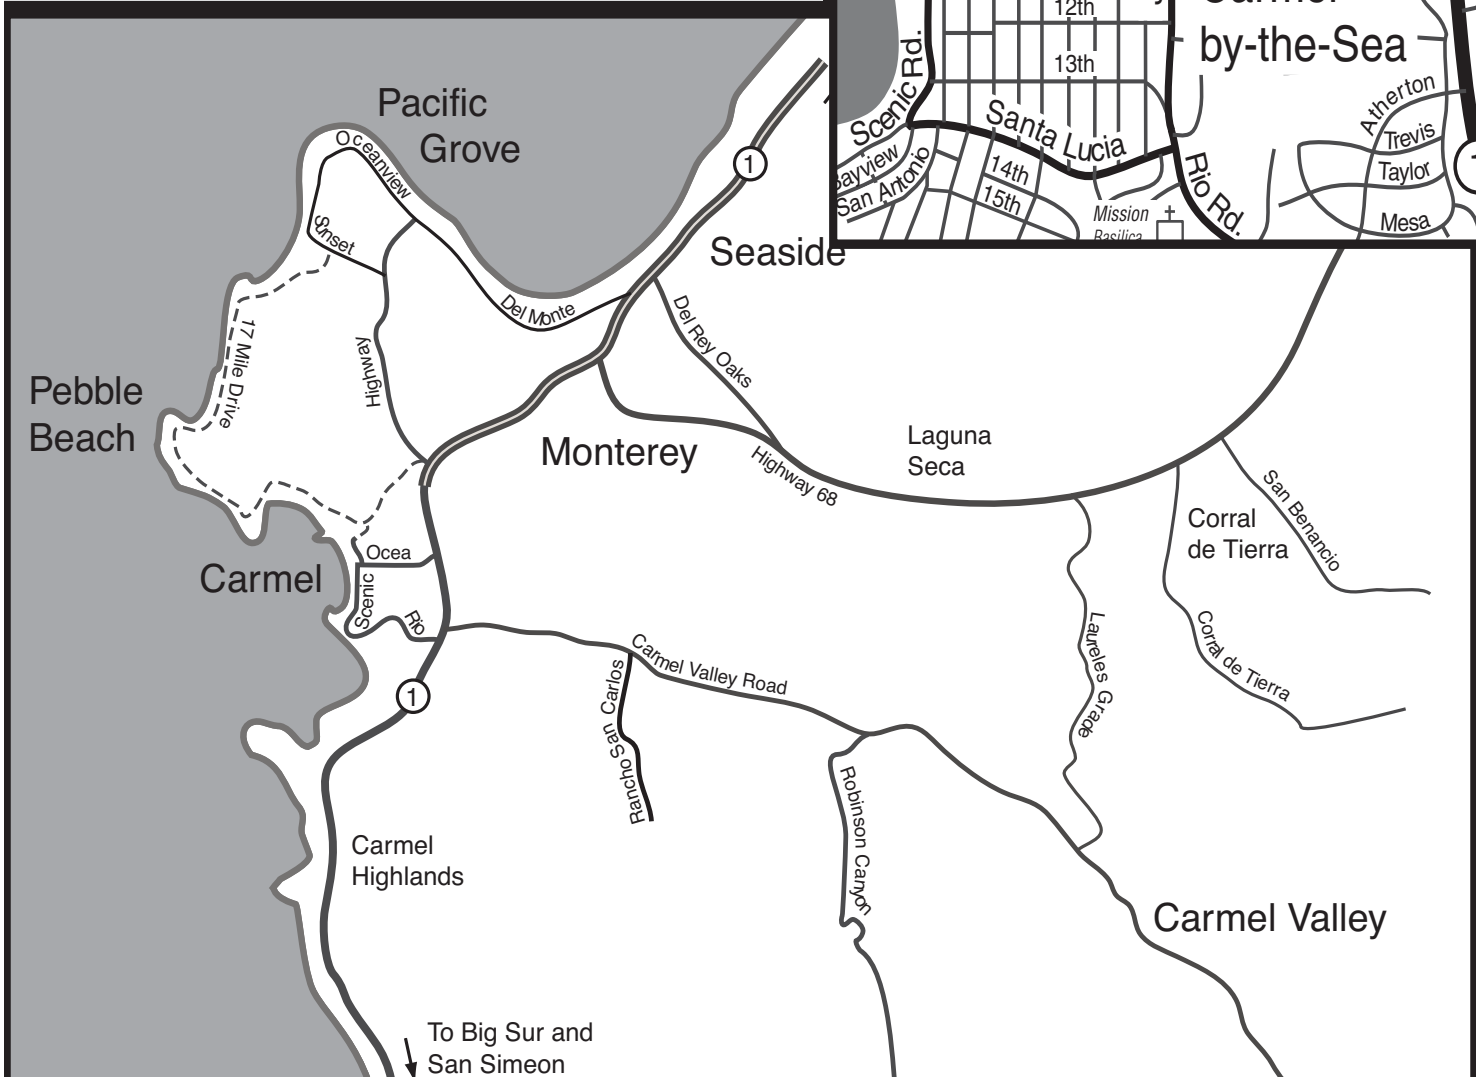 12th
by-the-Sea
13th
Scenic Rd.
Santa Lucia
Atherton
Trevis
Taylor
Mesa
14th
15th
San Antonio
Rio Rd.
Mission
Pacific
Grove
Oceanview
1
Sunset
Seaside
Del Monte
Del Rey Oaks
17 Mile Drive
Highway
Pebble
Beach
Monterey
Highway 68
Laguna
Seca
San Benancio
Corral
de Tierra
Corral de Tierra
Laureles Grade
Ocea
Carmel
Scenic
Rio
1
Carmel Valley Road
Rancho San Carlos
Robinson Canyon
Carmel
Highlands
Carmel Valley
To Big Sur and
San Simeon